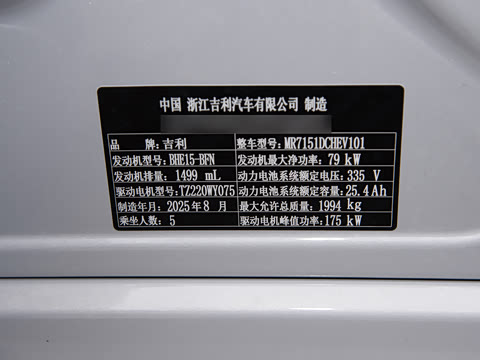 中国 浙江吉利汽车有限公司 制造
品 牌: 吉利 整车型号: MR7151DCHEV101
发动机型号: BHE15-BFN 发动机最大净功率: 79 kW
发动机排量: 1499 mL 动力电池系统额定电压: 335 V
驱动电机型号: TZ220WY075 动力电池系统额定容量: 25.4 Ah
制造年月: 2025 年 8 月 最大允许总质量: 1994 kg
乘坐人数: 5 驱动电机峰值功率: 175 kW